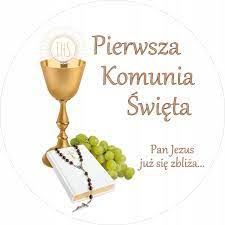 IHS
Pierwsza
Komunia
Święta
Pan Jezus
już się zbliża...